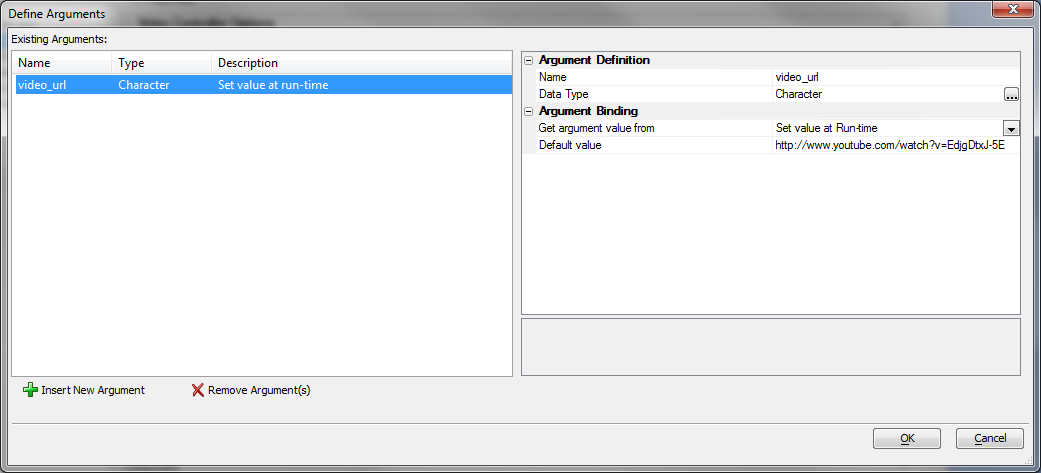 Define Arguments
Existing Arguments:
Name Type Description
video_url Character Set value at run-time
Argument Definition
Name video_url
Data Type Character ...
Argument Binding
Get argument value from Set value at Run-time
Default value http://www.youtube.com/watch?v=EdjgDtxJ-5E
Insert New Argument Remove Argument(s)
OK Cancel